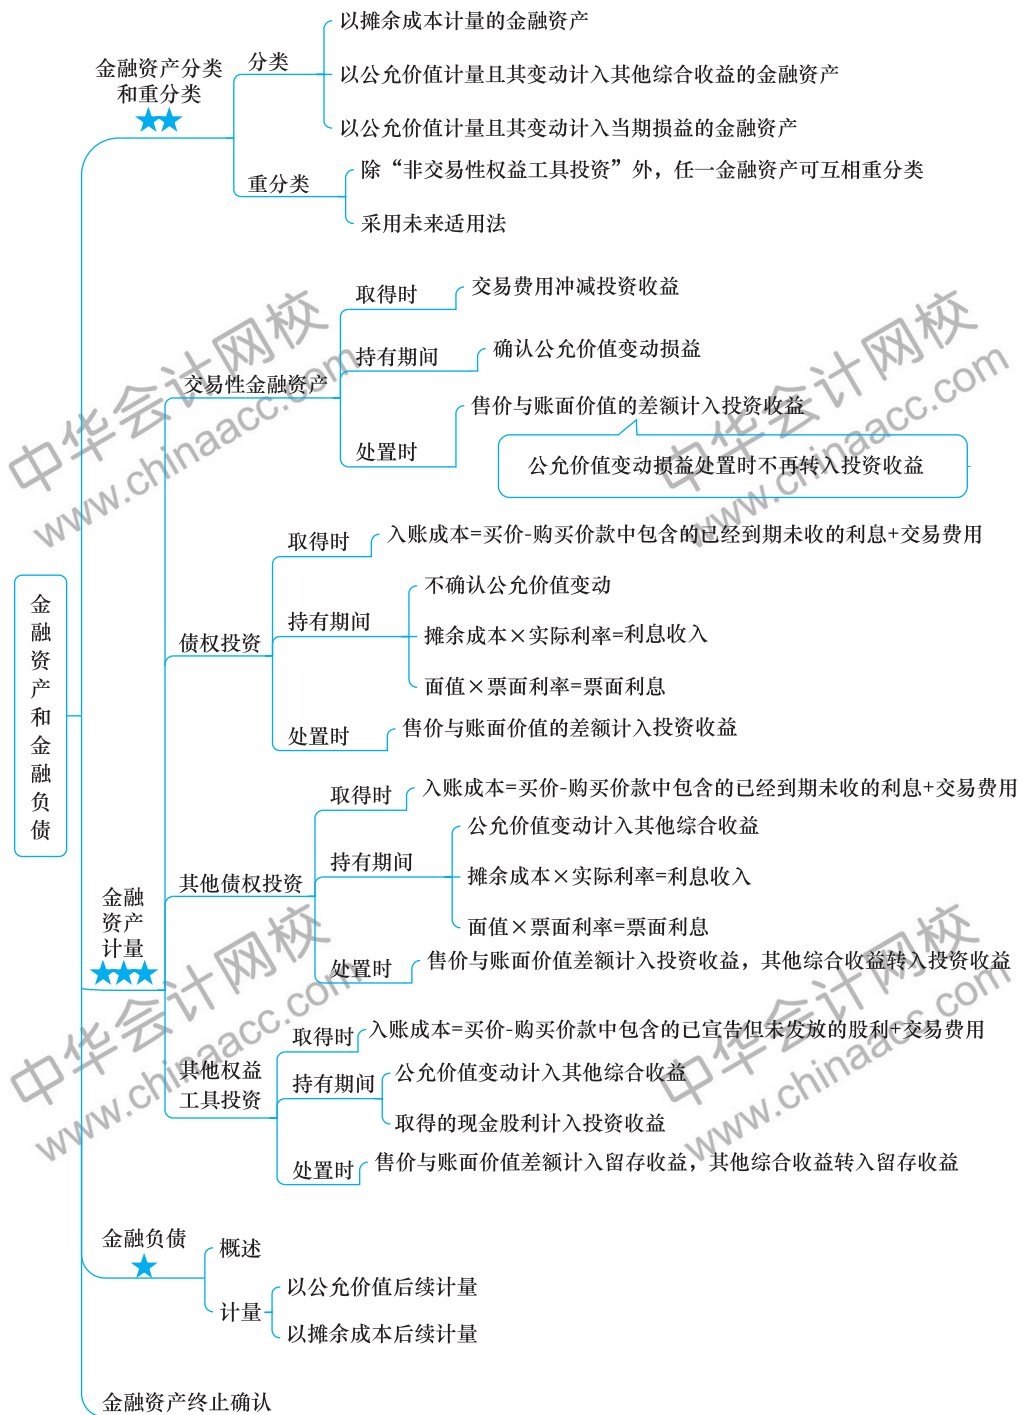 金融资产和金融负债
金融资产分类
和重分类
分类
以摊余成本计量的金融资产
以公允价值计量且其变动计入其他综合收益的金融资产
以公允价值计量且其变动计入当期损益的金融资产
重分类
除“非交易性权益工具投资”外，任一金融资产可互相重分类
采用未来适用法
金融
资产
计量
交易性金融资产
取得时
交易费用冲减投资收益
持有期间
确认公允价值变动损益
处置时
售价与账面价值的差额计入投资收益
公允价值变动损益处置时不再转入投资收益
债权投资
取得时
入账成本=买价-购买价款中包含的已经到期未收的利息+交易费用
持有期间
不确认公允价值变动
摊余成本×实际利率=利息收入
面值×票面利率=票面利息
处置时
售价与账面价值的差额计入投资收益
其他债权投资
取得时
入账成本=买价-购买价款中包含的已经到期未收的利息+交易费用
持有期间
公允价值变动计入其他综合收益
摊余成本×实际利率=利息收入
面值×票面利率=票面利息
处置时
售价与账面价值差额计入投资收益，其他综合收益转入投资收益
其他权益
工具投资
取得时
入账成本=买价-购买价款中包含的已宣告但未发放的股利+交易费用
持有期间
公允价值变动计入其他综合收益
取得的现金股利计入投资收益
处置时
售价与账面价值差额计入留存收益，其他综合收益转入留存收益
金融负债
概述
计量
以公允价值后续计量
以摊余成本后续计量
金融资产终止确认
中华会计网校
www.chinaacc.com
中华会计网校
www.chinaacc.com
中华会计网校
www.chinaacc.com
中华会计网校
www.chinaacc.com